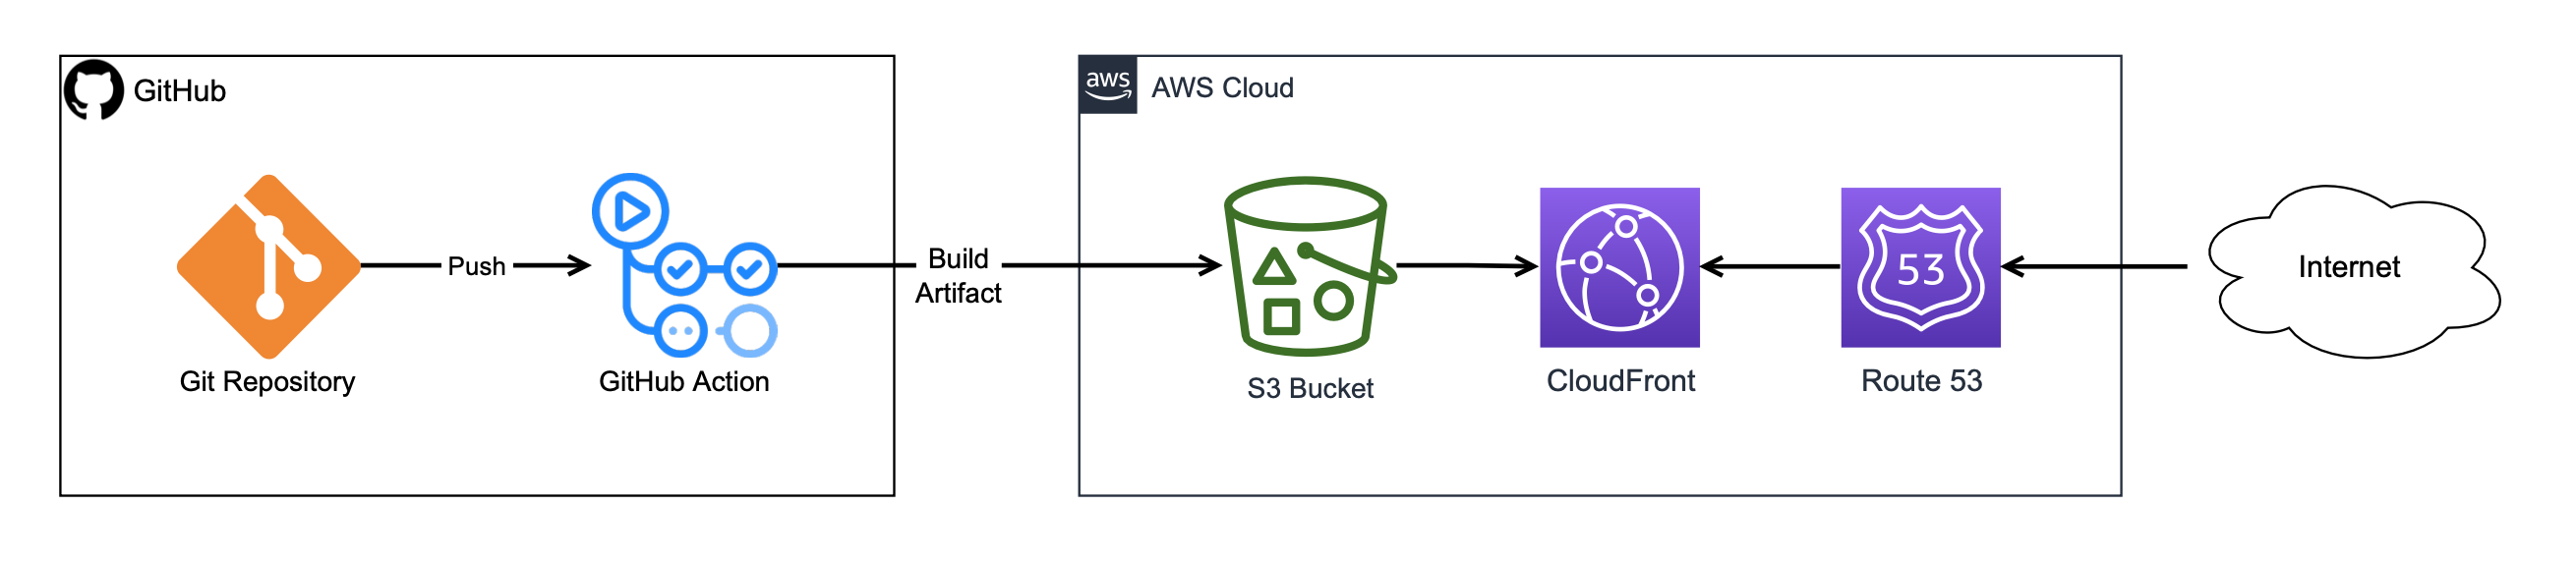 GitHub
aws
AWS Cloud
Push
Build
Artifact
53
Internet
Git Repository
GitHub Action
S3 Bucket
CloudFront
Route 53